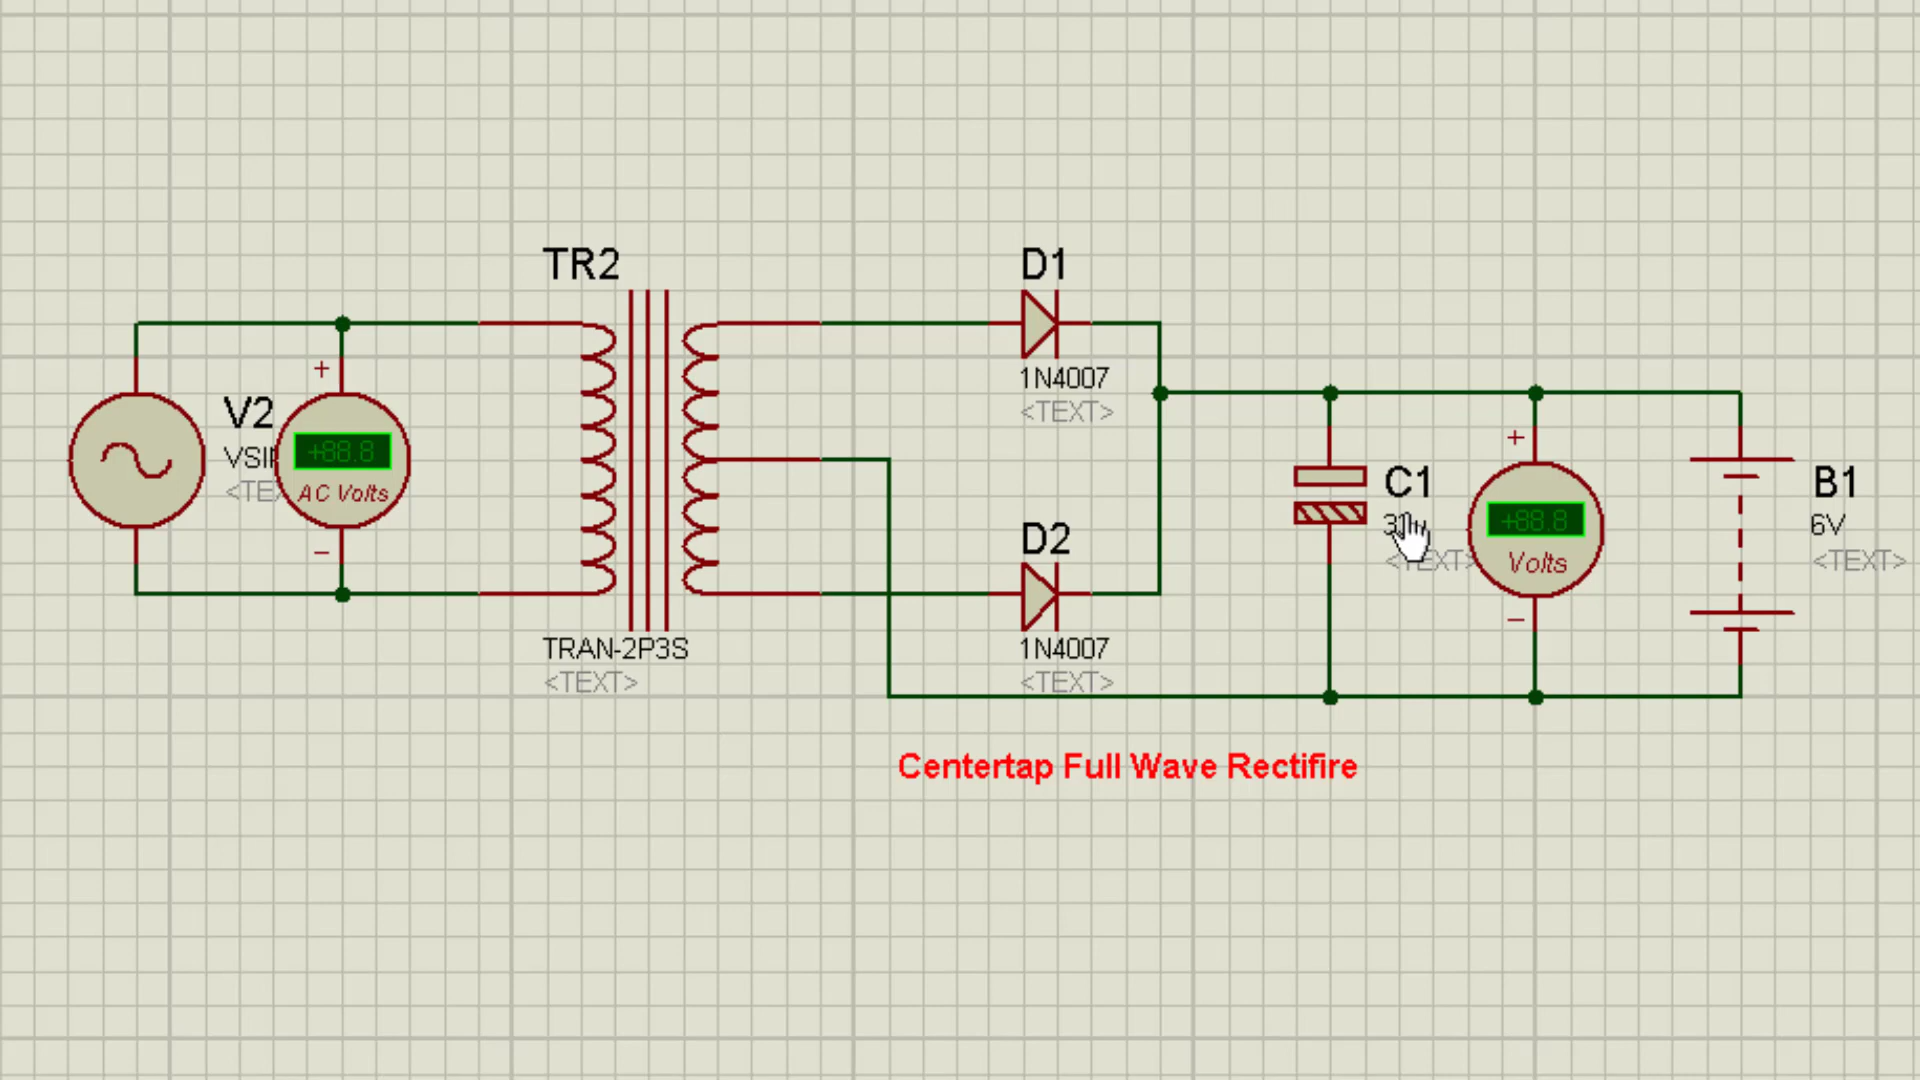 TR2
D1
+
1N4007
<TEXT>
V2
+88.8
AC Volts
+
C1
+88.8
Volts
B1
6V
<TEXT>
−
D2
−
TRAN-2P3S
<TEXT>
1N4007
<TEXT>
Centertap Full Wave Rectifire